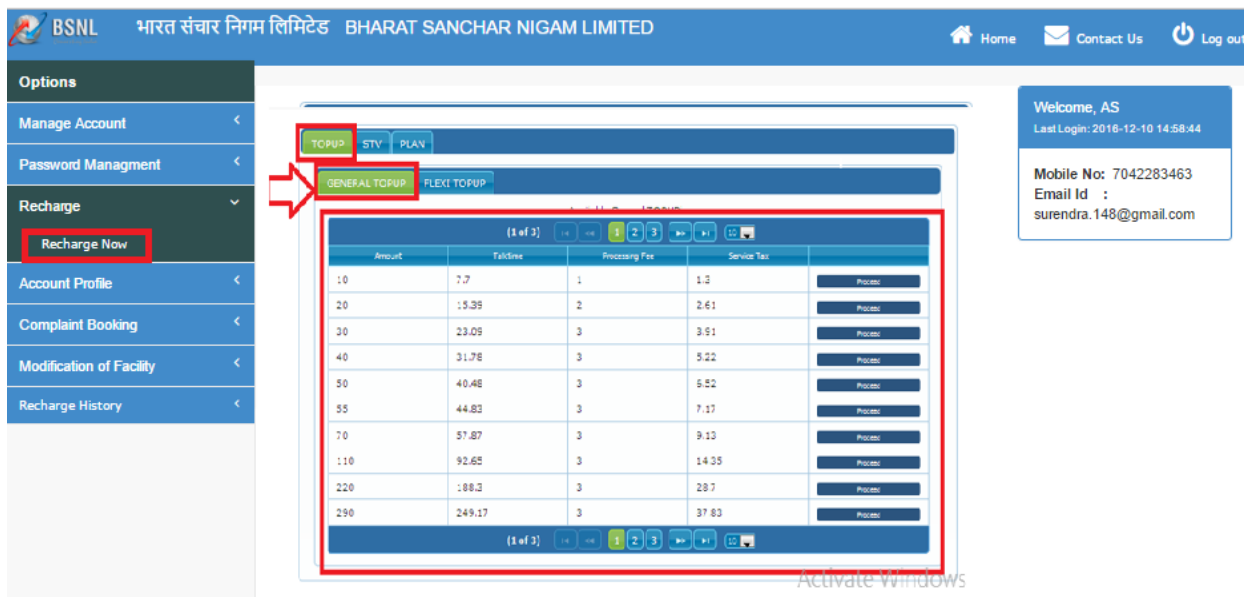 BSNL भारत संचार निगम लिमिटेड BHARAT SANCHAR NIGAM LIMITED
Home Contact Us Log out
Options
Manage Account
Password Managment
Recharge
Recharge Now
Account Profile
Complaint Booking
Modification of Facility
Recharge History
TOPUP STV PLAN
GENERAL TOPUP FLEXI TOPUP
(1 of 3) 1 2 3 10
Amount Talktime Processing Fee Service Tax
10 7.7 1 1.3 Process
20 15.39 2 2.61 Process
30 23.09 3 3.91 Process
40 31.78 3 5.22 Process
50 40.48 3 6.52 Process
55 44.83 3 7.17 Process
70 57.87 3 9.13 Process
110 92.65 3 14.35 Process
220 188.3 3 28.7 Process
290 249.17 3 37.83 Process
(1 of 3) 1 2 3 10
Welcome, AS
Last Login: 2016-12-10 14:58:44
Mobile No: 7042283463
Email Id :
surendra.148@gmail.com
Activate Windows